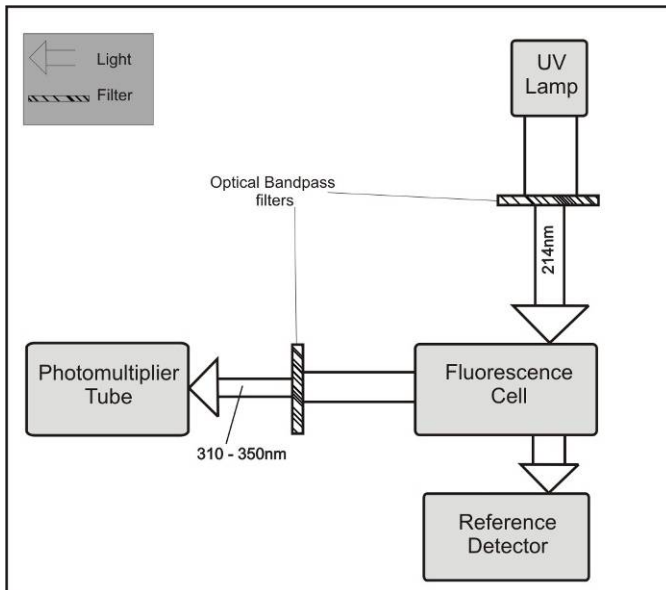 Light
Filter
UV
Lamp
Optical Bandpass
filters
214nm
Photomultiplier
Tube
Fluorescence
Cell
310 - 350nm
Reference
Detector